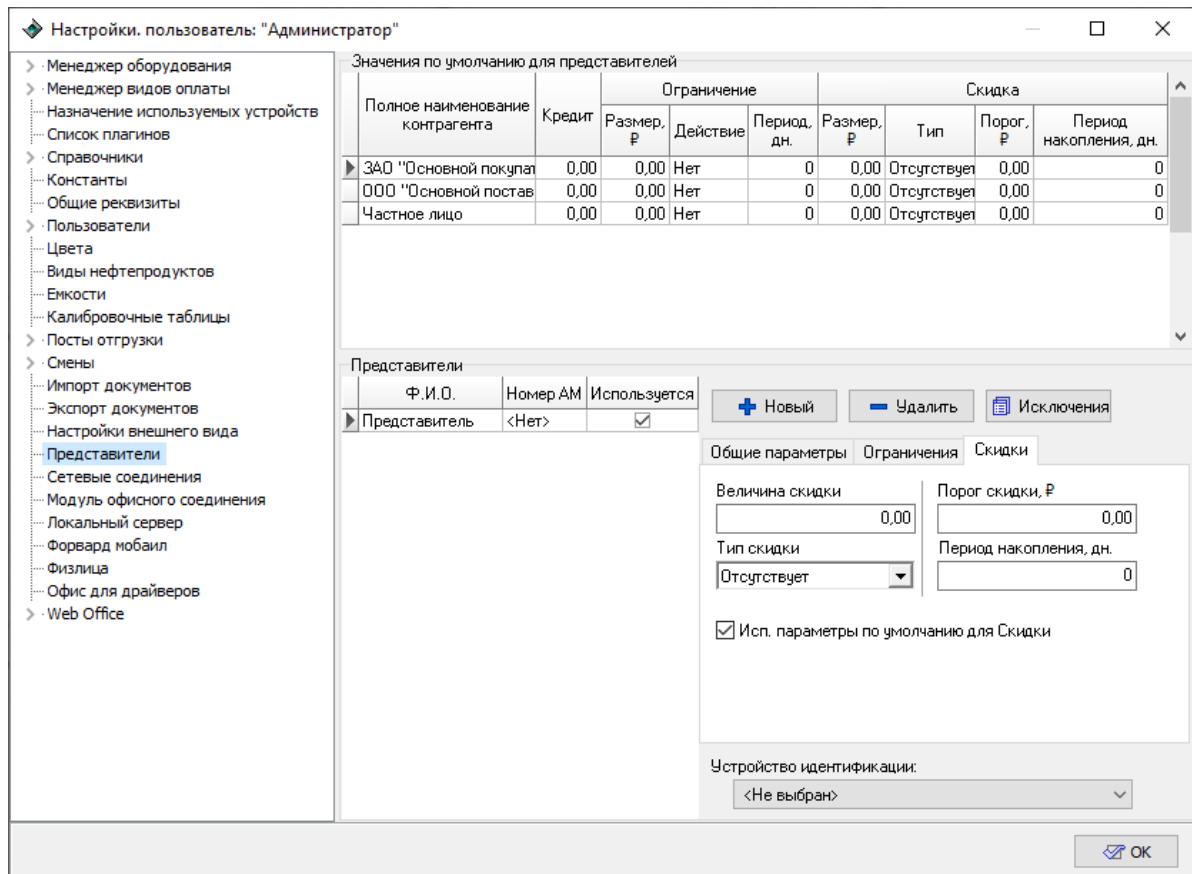 Настройки. пользователь: "Администратор"
Менеджер оборудования
Менеджер видов оплаты
Назначение используемых устройств
Список плагинов
Справочники
Константы
Общие реквизиты
Пользователи
Цвета
Виды нефтепродуктов
Емкости
Калибровочные таблицы
Посты отгрузки
Смены
Импорт документов
Экспорт документов
Настройки внешнего вида
Представители
Сетевые соединения
Модуль офисного соединения
Локальный сервер
Форвард мобаил
Физлица
Офис для драйверов
Web Office
Значения по умолчанию для представителей
Полное наименование контрагента Кредит Ограничение Скидка
Размер, ₽ Действие Период, дн. Размер, ₽ Тип Порог, ₽ Период накопления, дн.
ЗАО "Основной покупат 0,00 0,00 Нет 0 0,00 Отсутствует 0,00 0
ООО "Основной постав 0,00 0,00 Нет 0 0,00 Отсутствует 0,00 0
Частное лицо 0,00 0,00 Нет 0 0,00 Отсутствует 0,00 0
Представители
Ф.И.О. Номер АМ Используется
Представитель <Нет>
Новый Удалить Исключения
Общие параметры Ограничения Скидки
Величина скидки Порог скидки, ₽
0,00 0,00
Тип скидки Период накопления, дн.
Отсутствует 0
Исп. параметры по умолчанию для Скидки
Устройство идентификации:
<Не выбран>
OK